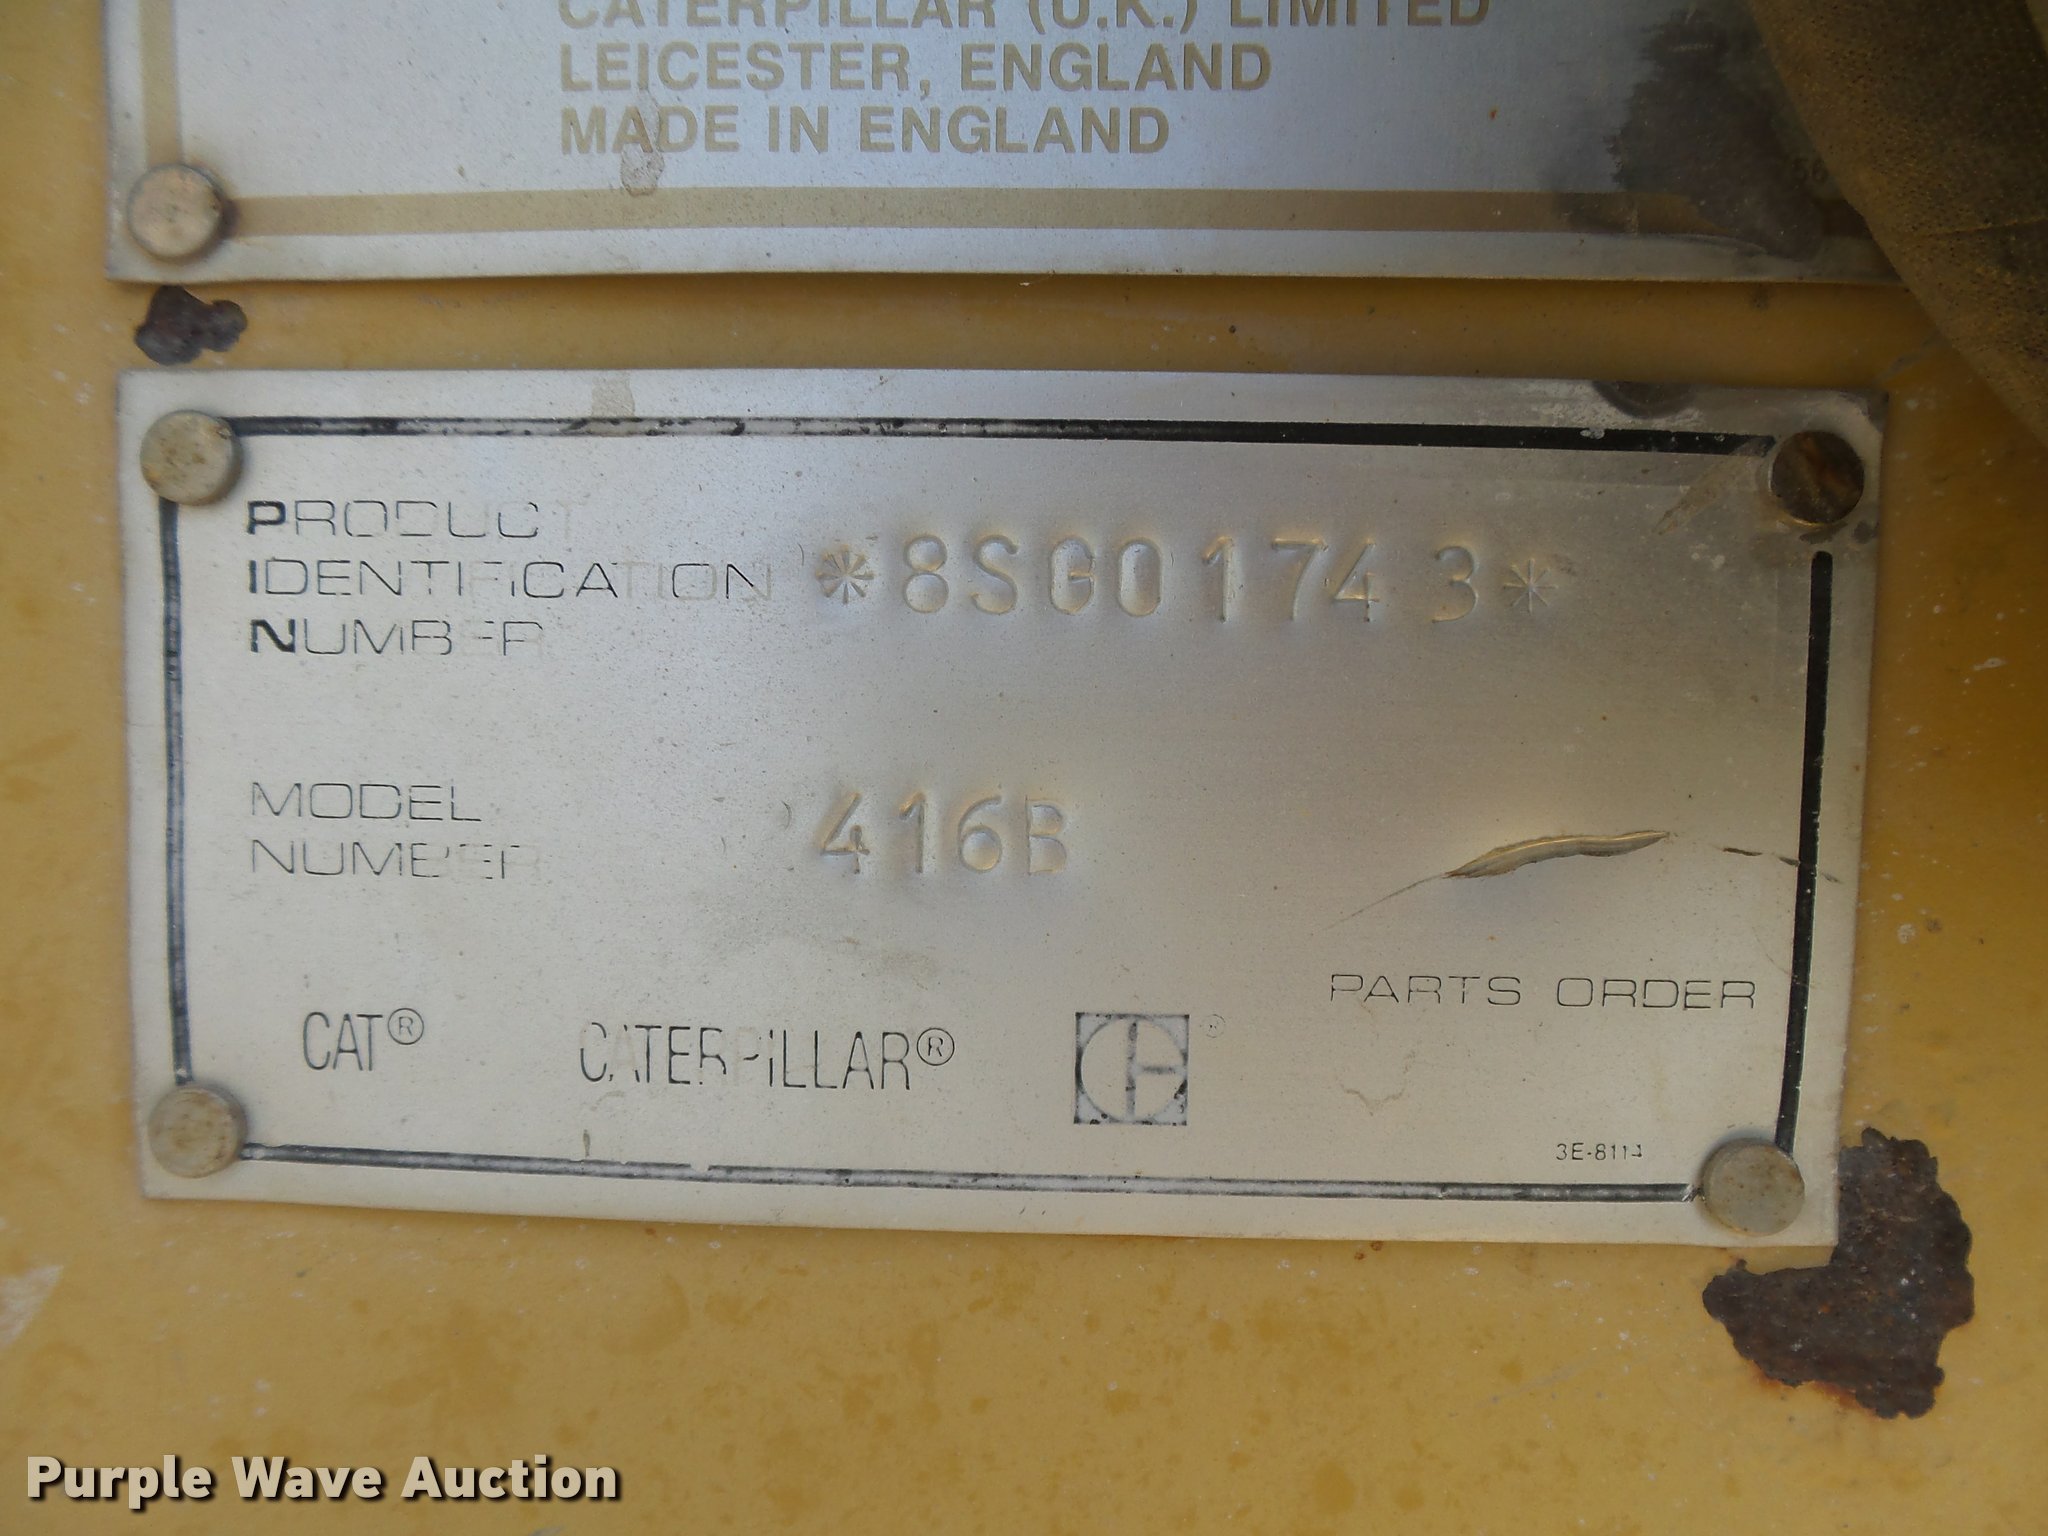 CATERPILLAR (U.K.) LIMITED
LEICESTER, ENGLAND
MADE IN ENGLAND
56
PRODUCT
IDENTIFICATION
NUMBER
*8SG01743*
MODEL
NUMBER
416B
PARTS ORDER
CAT®
CATERPILLAR®
®
3E-8114
Purple Wave Auction